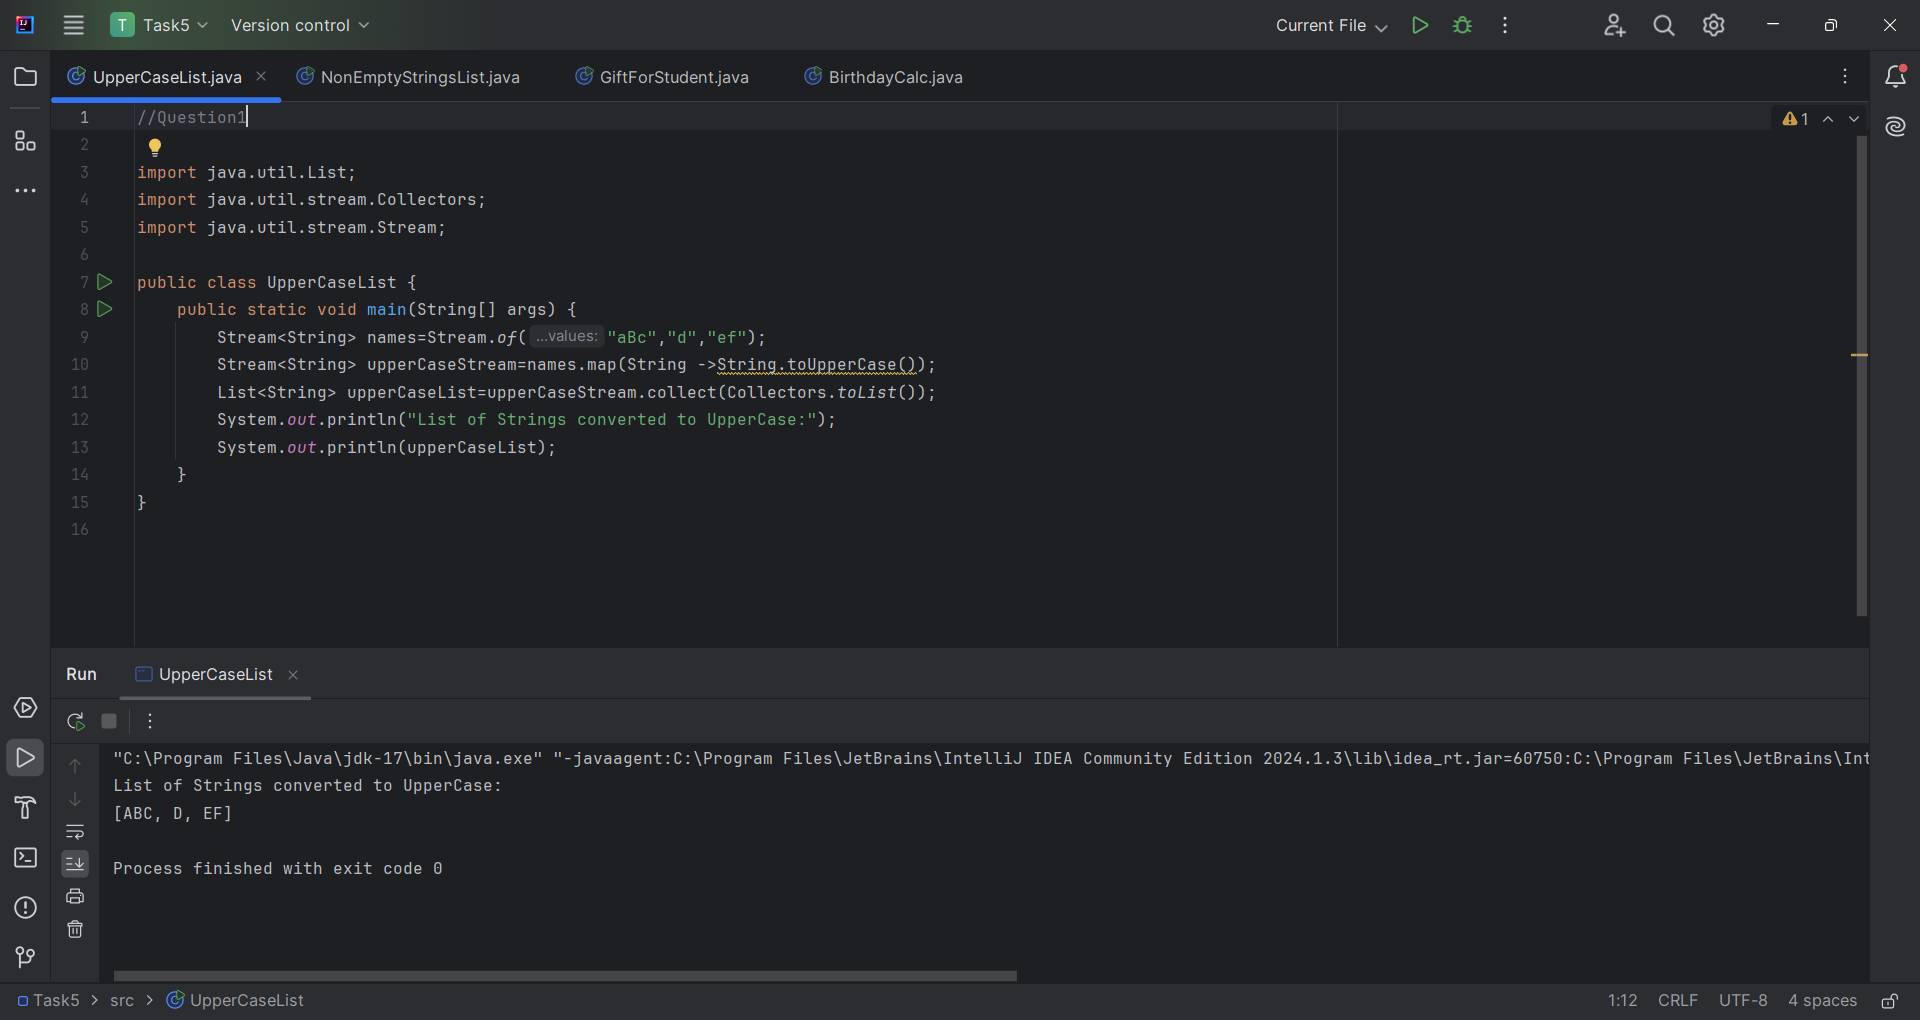 T Task5 Version control Current File
UpperCaseList.java NonEmptyStringsList.java GiftForStudent.java BirthdayCalc.java
1 //Question1 1
2
3 import java.util.List;
4 import java.util.stream.Collectors;
5 import java.util.stream.Stream;
6
7 public class UpperCaseList {
8 public static void main(String[] args) {
9 Stream<String> names=Stream.of( ...values: "aBc","d","ef");
10 Stream<String> upperCaseStream=names.map(String ->String.toUpperCase());
11 List<String> upperCaseList=upperCaseStream.collect(Collectors.toList());
12 System.out.println("List of Strings converted to UpperCase:");
13 System.out.println(upperCaseList);
14 }
15 }
16
Run UpperCaseList
"C:\Program Files\Java\jdk-17\bin\java.exe" "-javaagent:C:\Program Files\JetBrains\IntelliJ IDEA Community Edition 2024.1.3\lib\idea_rt.jar=60750:C:\Program Files\JetBrains\Int
List of Strings converted to UpperCase:
[ABC, D, EF]
Process finished with exit code 0
Task5 > src > UpperCaseList 1:12 CRLF UTF-8 4 spaces